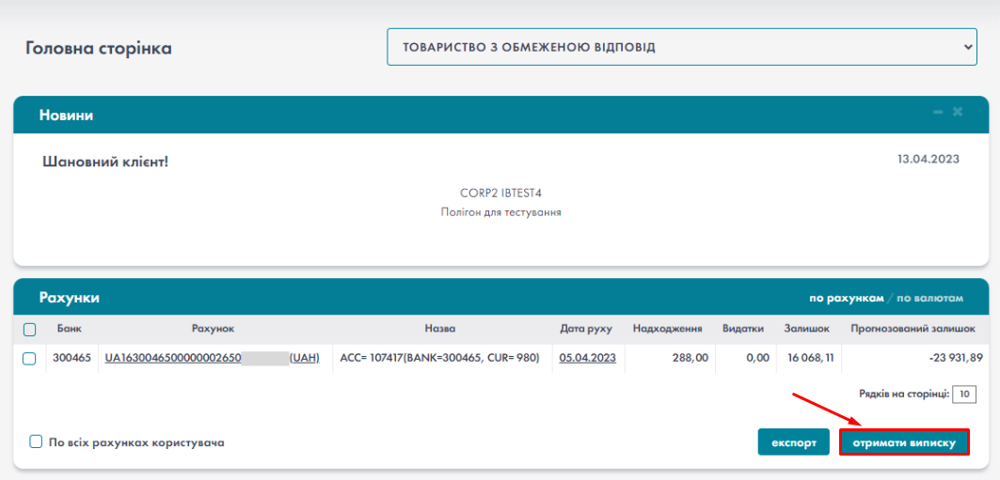 Головна сторінка
ТОВАРИСТВО З ОБМЕЖЕНОЮ ВІДПОВІД
Новини
Шановний клієнт!
13.04.2023
CORP2 IBTEST4
Полігон для тестування
Рахунки
по рахункам / по валютам
Банк Рахунок Назва Дата руху Надходження Видатки Залишок Прогнозований залишок
300465 UA1630046500000002650 (UAH) ACC= 107417(BANK=300465, CUR= 980) 05.04.2023 288,00 0,00 16 068,11 -23 931,89
Рядків на сторінці: 10
По всіх рахунках користувача
експорт
отримати виписку